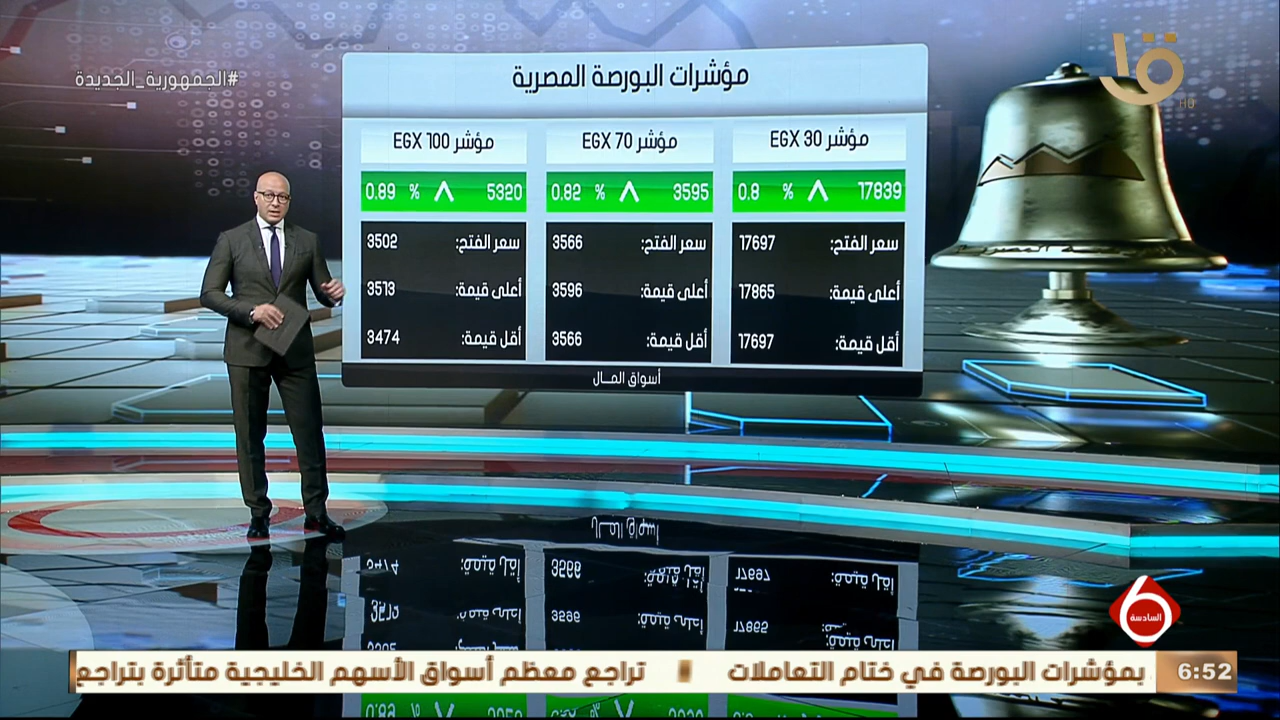 #الجمهورية_الجديدة
HD
مؤشرات البورصة المصرية
مؤشر EGX 30
17839 % 0.8
سعر الفتح: 17697
أعلى قيمة: 17865
أقل قيمة: 17697
مؤشر EGX 70
3595 % 0.82
سعر الفتح: 3566
أعلى قيمة: 3596
أقل قيمة: 3566
مؤشر EGX 100
5320 % 0.89
سعر الفتح: 3502
أعلى قيمة: 3513
أقل قيمة: 3474
أسواق المـال
6
السادسة
6:52
بمؤشرات البورصة في ختام التعاملات
تراجع معظم أسواق الأسهم الخليجية متأثرة بتراجع